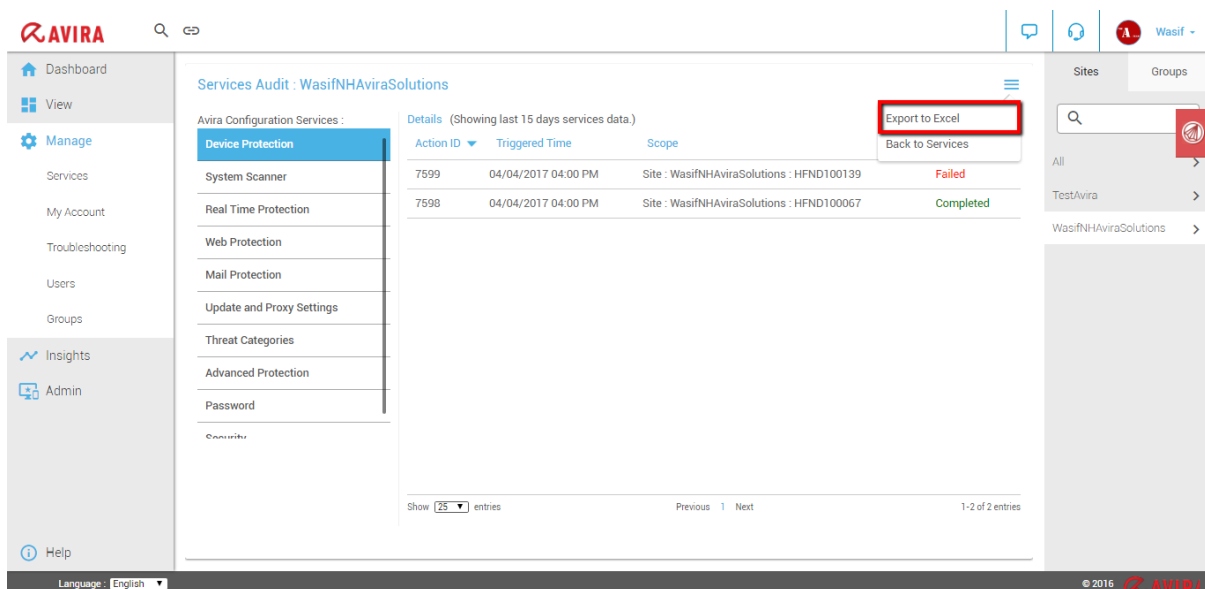 AVIRA
Wasif
Dashboard
View
Manage
Services
My Account
Troubleshooting
Users
Groups
Insights
Admin
Help
Services Audit : WasifNHAviraSolutions
Avira Configuration Services :
Device Protection
System Scanner
Real Time Protection
Web Protection
Mail Protection
Update and Proxy Settings
Threat Categories
Advanced Protection
Password
Security
Details (Showing last 15 days services data.)
Action ID Triggered Time Scope
7599 04/04/2017 04:00 PM Site : WasifNHAviraSolutions : HFND100139 Failed
7598 04/04/2017 04:00 PM Site : WasifNHAviraSolutions : HFND100067 Completed
Export to Excel
Back to Services
Show 25 entries Previous 1 Next 1-2 of 2 entries
Sites Groups
All
TestAvira
WasifNHAviraSolutions
Language : English
© 2016 AVIRA